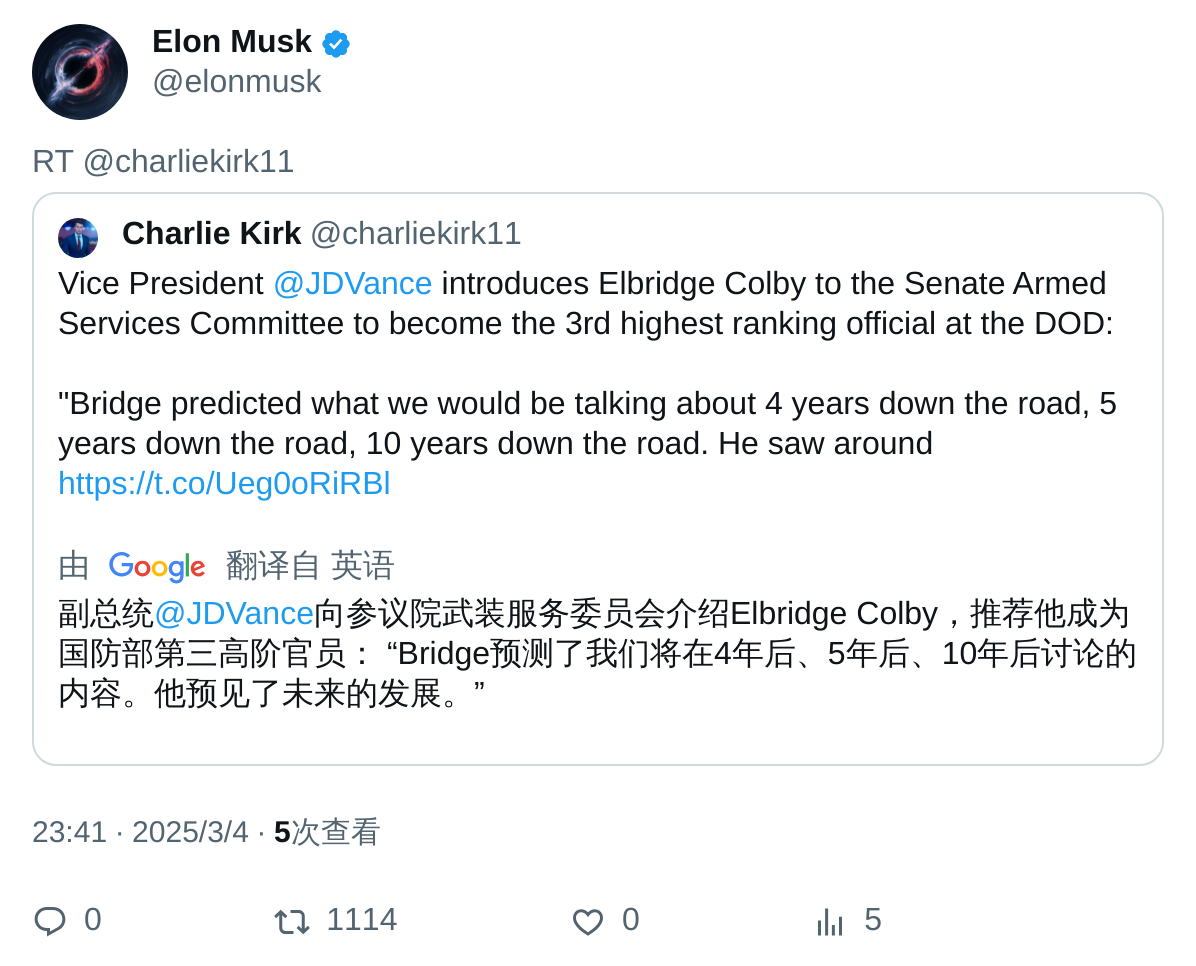 Elon Musk
@elonmusk
RT @charliekirk11
Charlie Kirk @charliekirk11
Vice President @JDVance introduces Elbridge Colby to the Senate Armed
Services Committee to become the 3rd highest ranking official at the DOD:
"Bridge predicted what we would be talking about 4 years down the road, 5
years down the road, 10 years down the road. He saw around
https://t.co/Ueg0oRiRBl
由 Google 翻译自 英语
副总统@JDVance向参议院武装服务委员会介绍Elbridge Colby，推荐他成为
国防部第三高阶官员： “Bridge预测了我们将在4年后、5年后、10年后讨论的
内容。他预见了未来的发展。”
23:41 · 2025/3/4 · 5次查看
0 1114 0 5